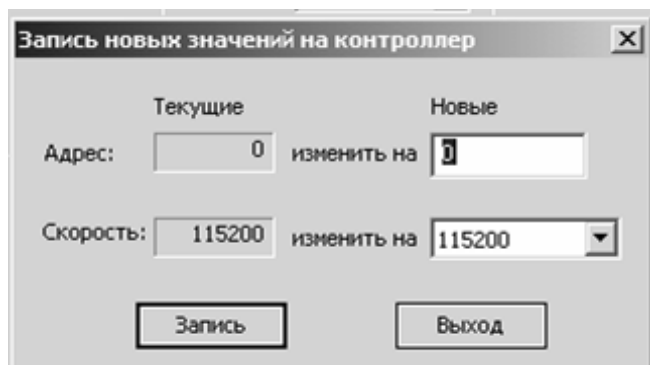 Запись новых значений на контроллер
Текущие Новые
Адрес: 0 изменить на 0
Скорость: 115200 изменить на 115200
Запись Выход